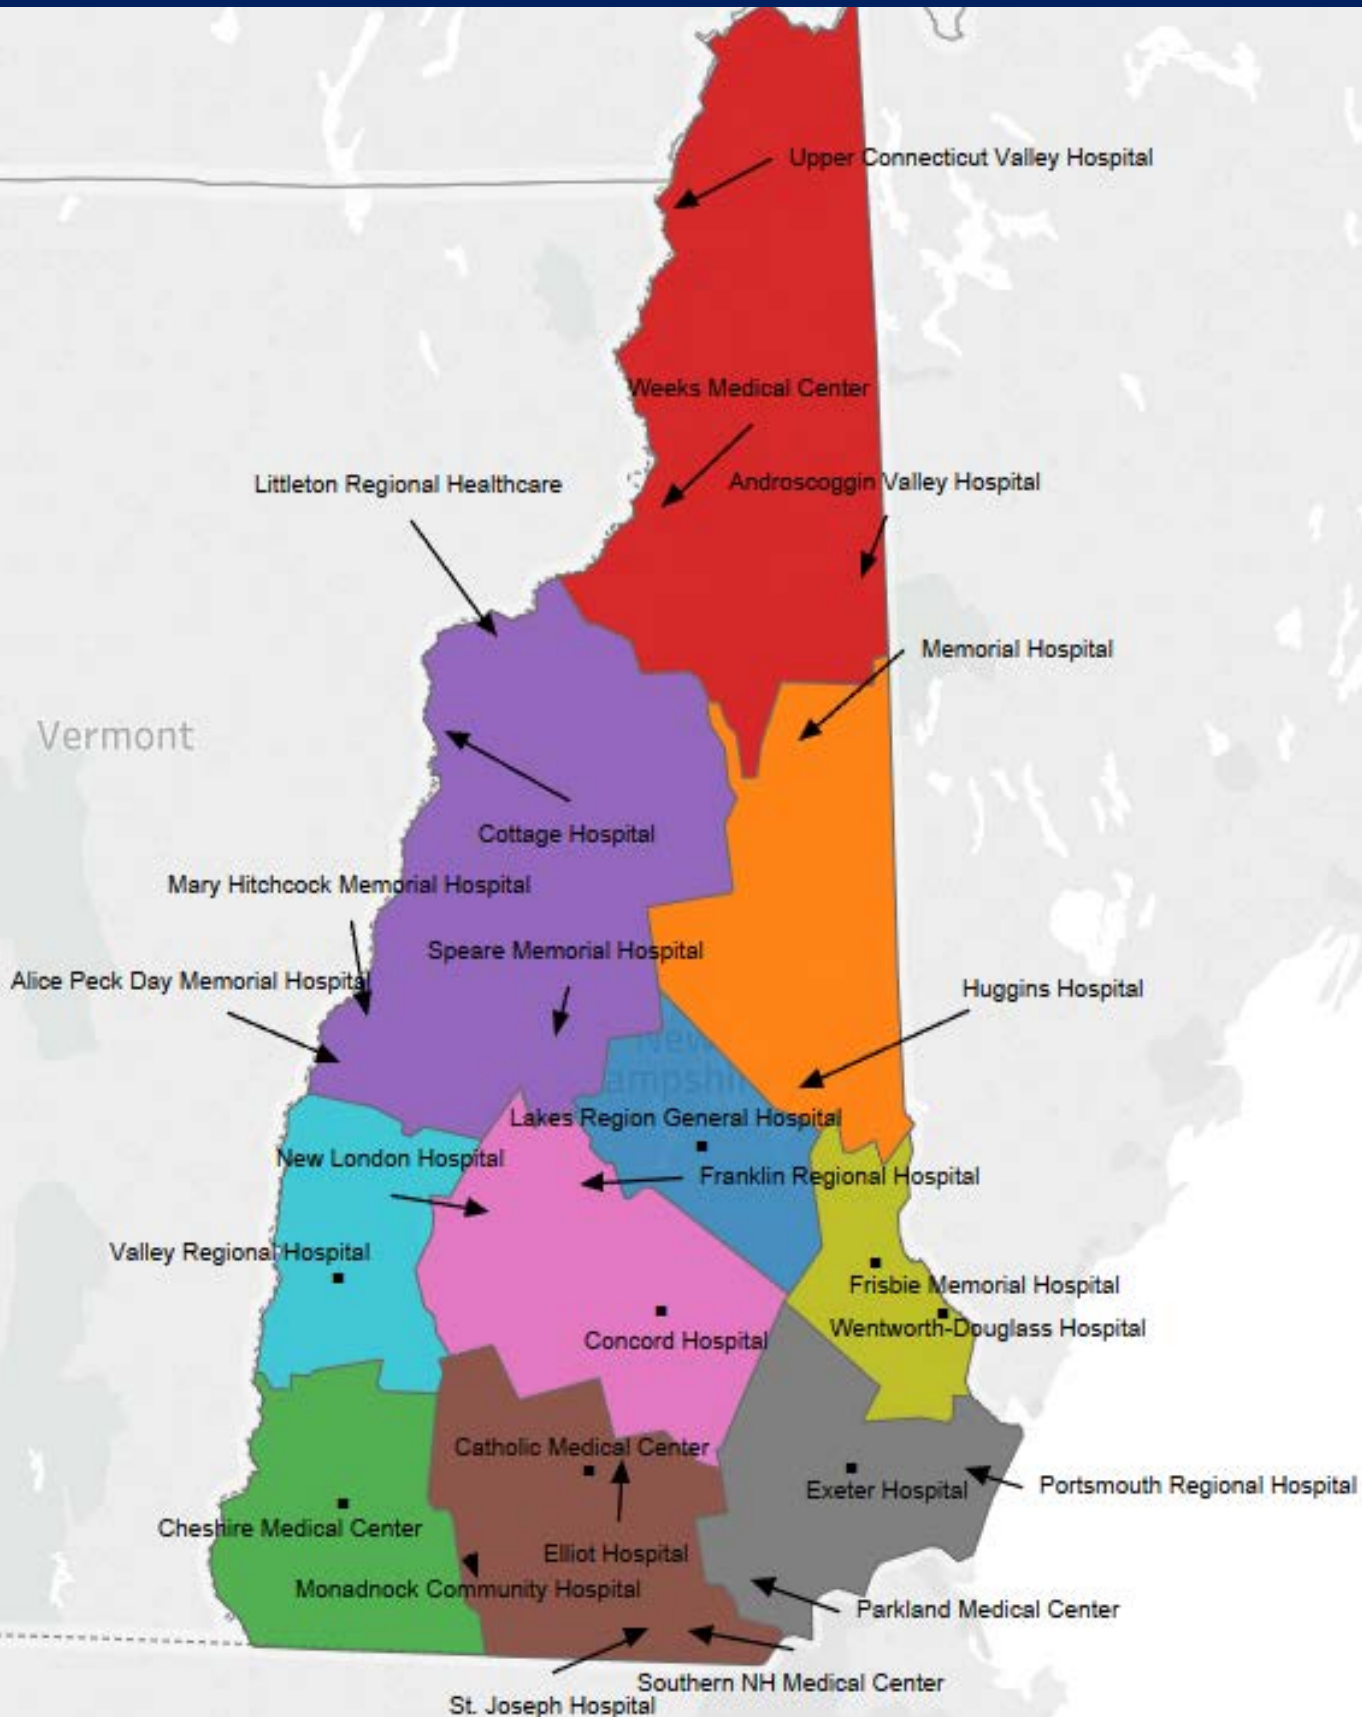 Upper Connecticut Valley Hospital
Weeks Medical Center
Androscoggin Valley Hospital
Littleton Regional Healthcare
Memorial Hospital
Vermont
Cottage Hospital
Mary Hitchcock Memorial Hospital
Speare Memorial Hospital
Alice Peck Day Memorial Hospital
Huggins Hospital
New
ampshi
Lakes Region General Hospital
New London Hospital
Franklin Regional Hospital
Valley Regional Hospital
Frisbie Memorial Hospital
Wentworth-Douglass Hospital
Concord Hospital
Catholic Medical Center
Exeter Hospital
Portsmouth Regional Hospital
Cheshire Medical Center
Elliot Hospital
Monadnock Community Hospital
Parkland Medical Center
Southern NH Medical Center
St. Joseph Hospital